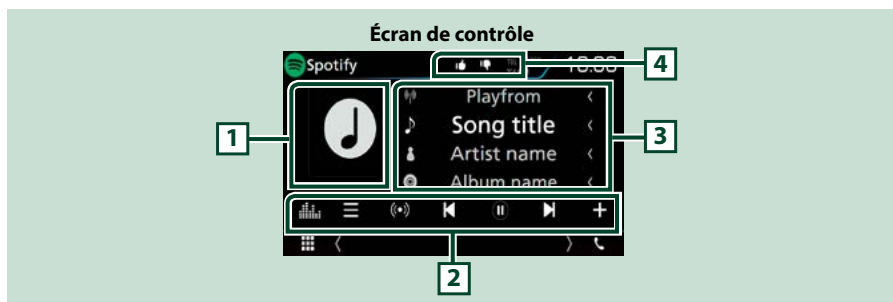 Écran de contrôle
Spotify
4
Playfrom
Song title
Artist name
Album name
1
3
2